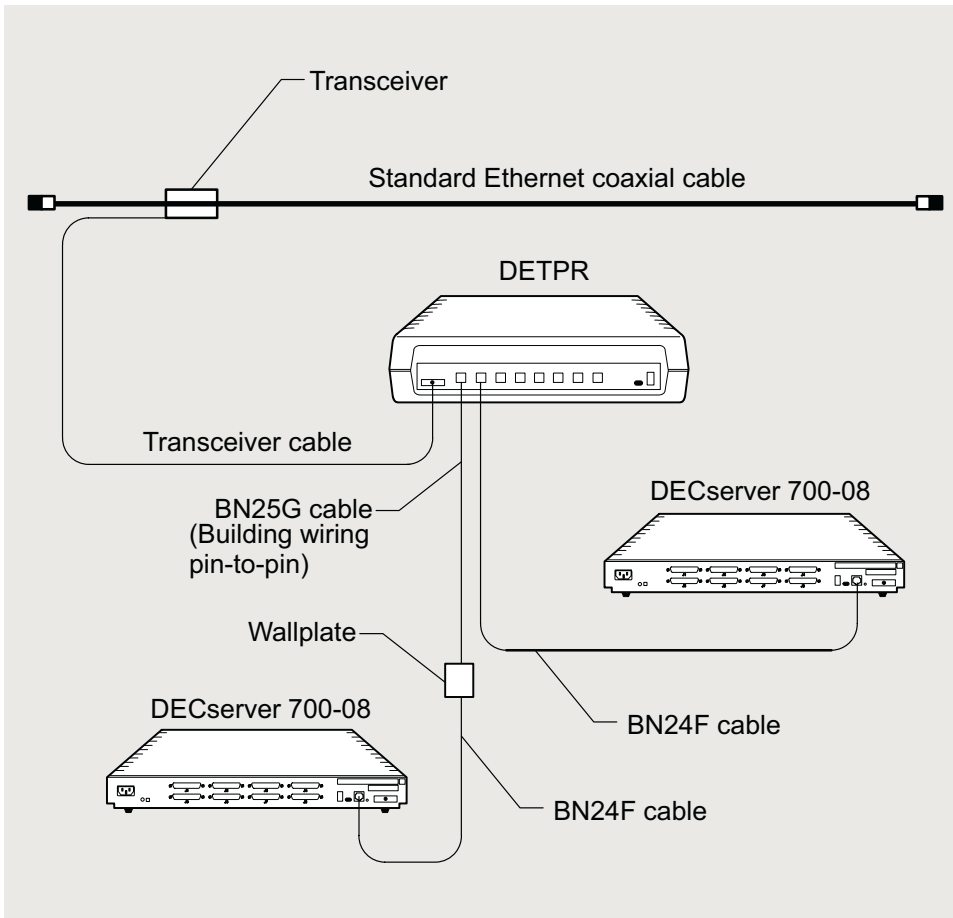 Transceiver
Standard Ethernet coaxial cable
DETPR
Transceiver cable
BN25G cable
(Building wiring
pin-to-pin)
DECserver 700-08
Wallplate
DECserver 700-08
BN24F cable
BN24F cable